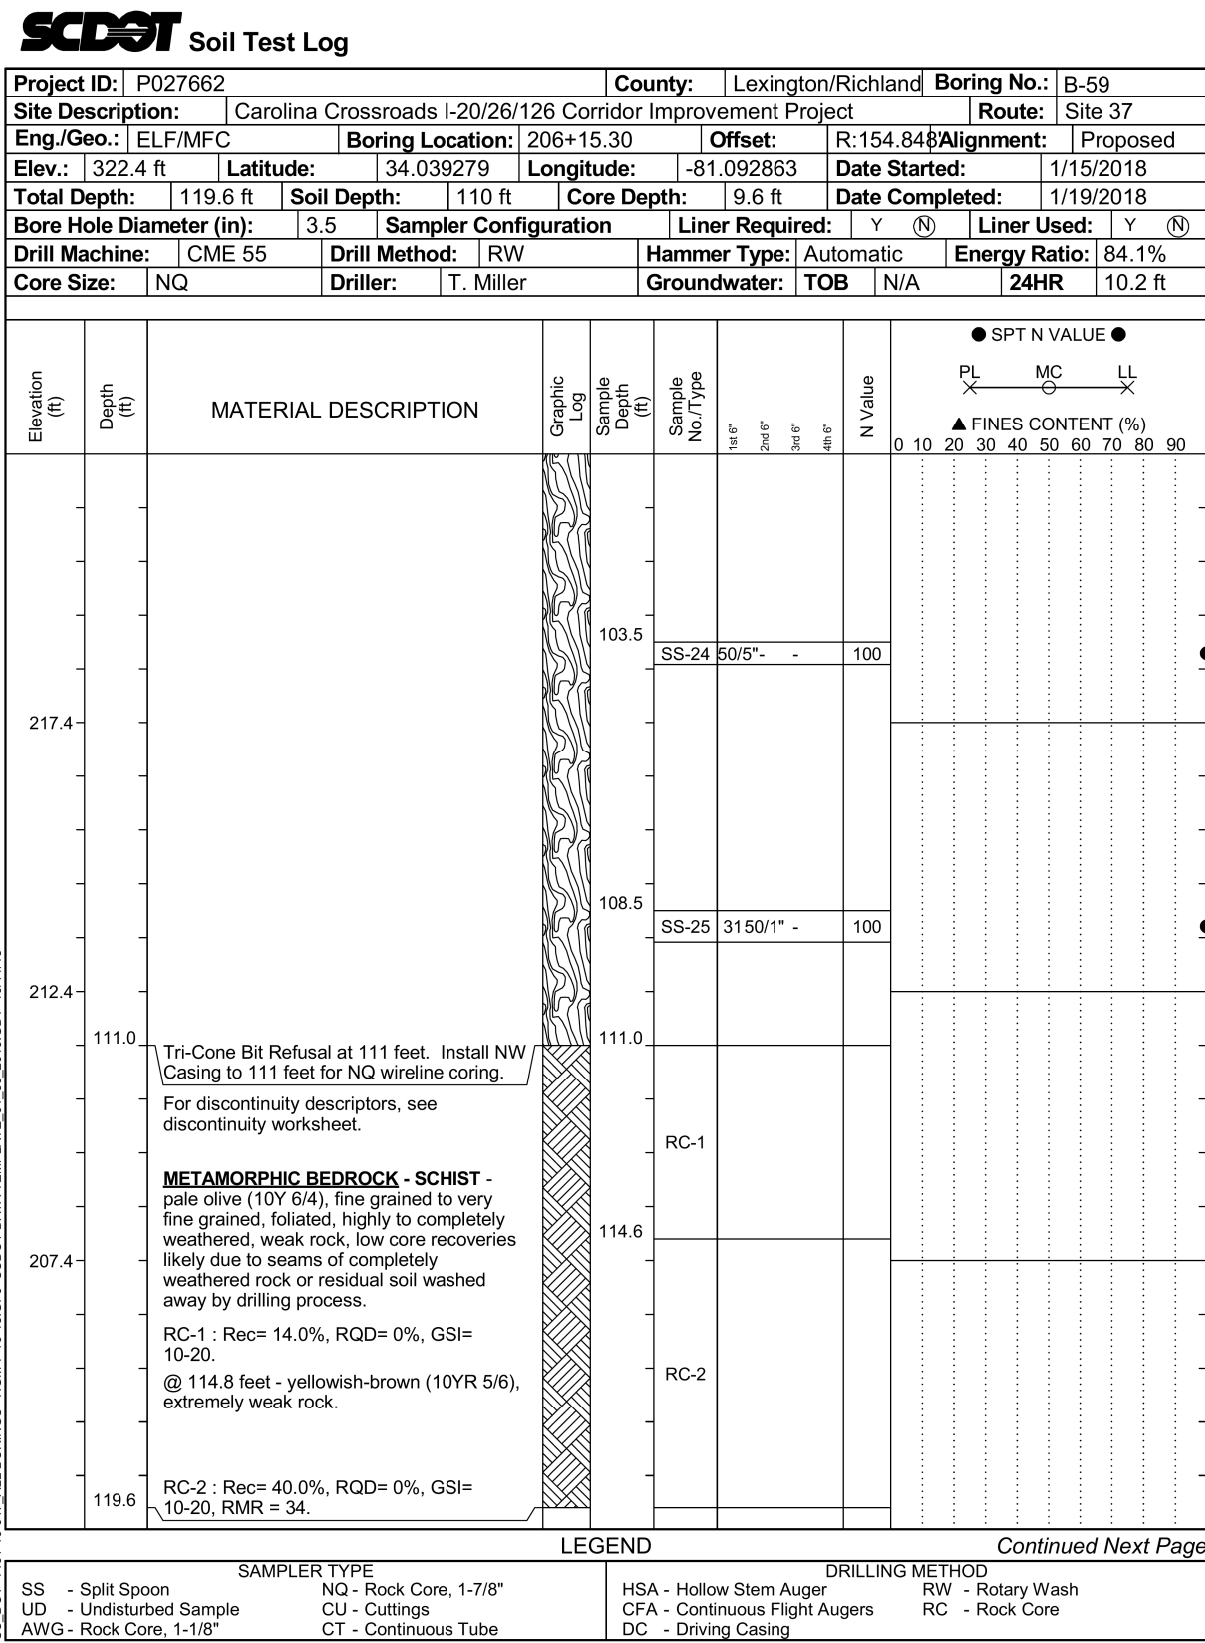 SCDOT Soil Test Log
Project ID: P027662 County: Lexington/Richland Boring No.: B-59
Site Description: Carolina Crossroads I-20/26/126 Corridor Improvement Project Route: Site 37
Eng./Geo.: ELF/MFC Boring Location: 206+15.30 Offset: R:154.848' Alignment: Proposed
Elev.: 322.4 ft Latitude: 34.039279 Longitude: -81.092863 Date Started: 1/15/2018
Total Depth: 119.6 ft Soil Depth: 110 ft Core Depth: 9.6 ft Date Completed: 1/19/2018
Bore Hole Diameter (in): 3.5 Sampler Configuration Liner Required: Y N Liner Used: Y N
Drill Machine: CME 55 Drill Method: RW Hammer Type: Automatic Energy Ratio: 84.1%
Core Size: NQ Driller: T. Miller Groundwater: TOB N/A 24HR 10.2 ft
Elevation (ft)
Depth (ft)
MATERIAL DESCRIPTION
Graphic Log
Sample Depth (ft)
Sample No./Type
1st 6"
2nd 6"
3rd 6"
4th 6"
N Value
● SPT N VALUE ●
PL MC LL
▲ FINES CONTENT (%)
0 10 20 30 40 50 60 70 80 90
103.5
SS-24 50/5"- - 100
217.4
108.5
SS-25 31 50/1" - 100
212.4
111.0 111.0
Tri-Cone Bit Refusal at 111 feet. Install NW
Casing to 111 feet for NQ wireline coring.
For discontinuity descriptors, see
discontinuity worksheet.
RC-1
METAMORPHIC BEDROCK - SCHIST -
pale olive (10Y 6/4), fine grained to very
fine grained, foliated, highly to completely
weathered, weak rock, low core recoveries
likely due to seams of completely
weathered rock or residual soil washed
away by drilling process.
114.6
207.4
RC-1 : Rec= 14.0%, RQD= 0%, GSI=
10-20.
@ 114.8 feet - yellowish-brown (10YR 5/6),
extremely weak rock.
RC-2
RC-2 : Rec= 40.0%, RQD= 0%, GSI=
10-20, RMR = 34.
119.6
LEGEND Continued Next Page
SAMPLER TYPE
SS - Split Spoon NQ - Rock Core, 1-7/8"
UD - Undisturbed Sample CU - Cuttings
AWG - Rock Core, 1-1/8" CT - Continuous Tube
DRILLING METHOD
HSA - Hollow Stem Auger RW - Rotary Wash
CFA - Continuous Flight Augers RC - Rock Core
DC - Driving Casing